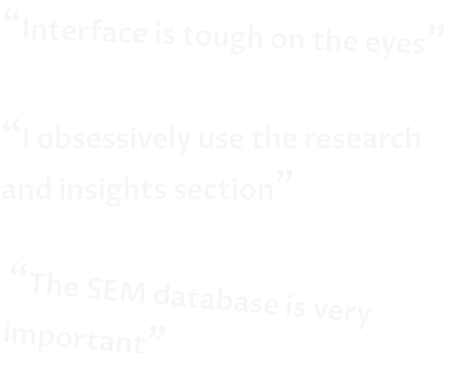 “Interface is tough on the eyes”
“I obsessively use the research
and insights section”
“The SEM database is very
important”